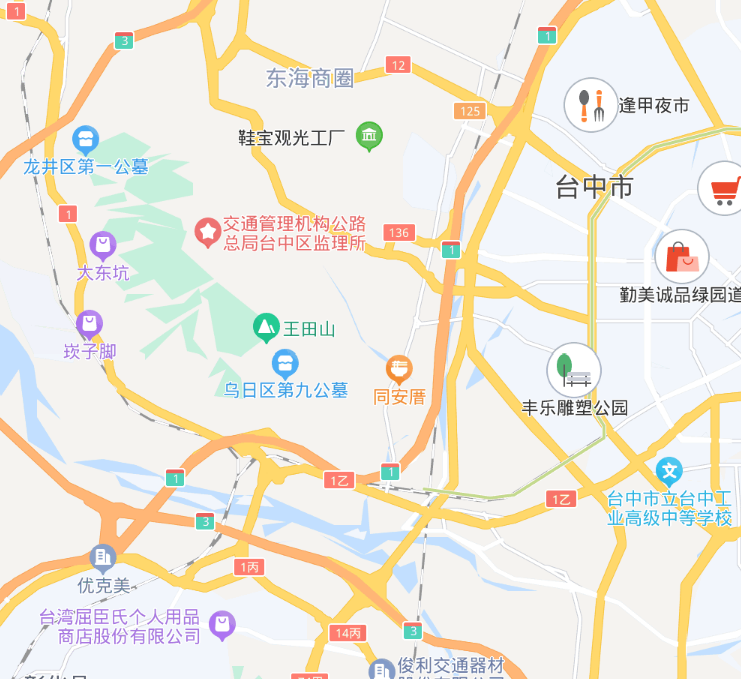 1
3
1
12
东海商圈
125
逢甲夜市
鞋宝观光工厂
龙井区第一公墓
台中市
1
交通管理机构公路
总局台中区监理所
136
1
大东坑
勤美诚品绿园道
王田山
崁子脚
乌日区第九公墓
同安厝
丰乐雕塑公园
1
1乙
1
1乙
台中市立台中工
业高级中等学校
3
1丙
优克美
台湾屈臣氏个人用品
商店股份有限公司
14丙
3
俊利交通器材